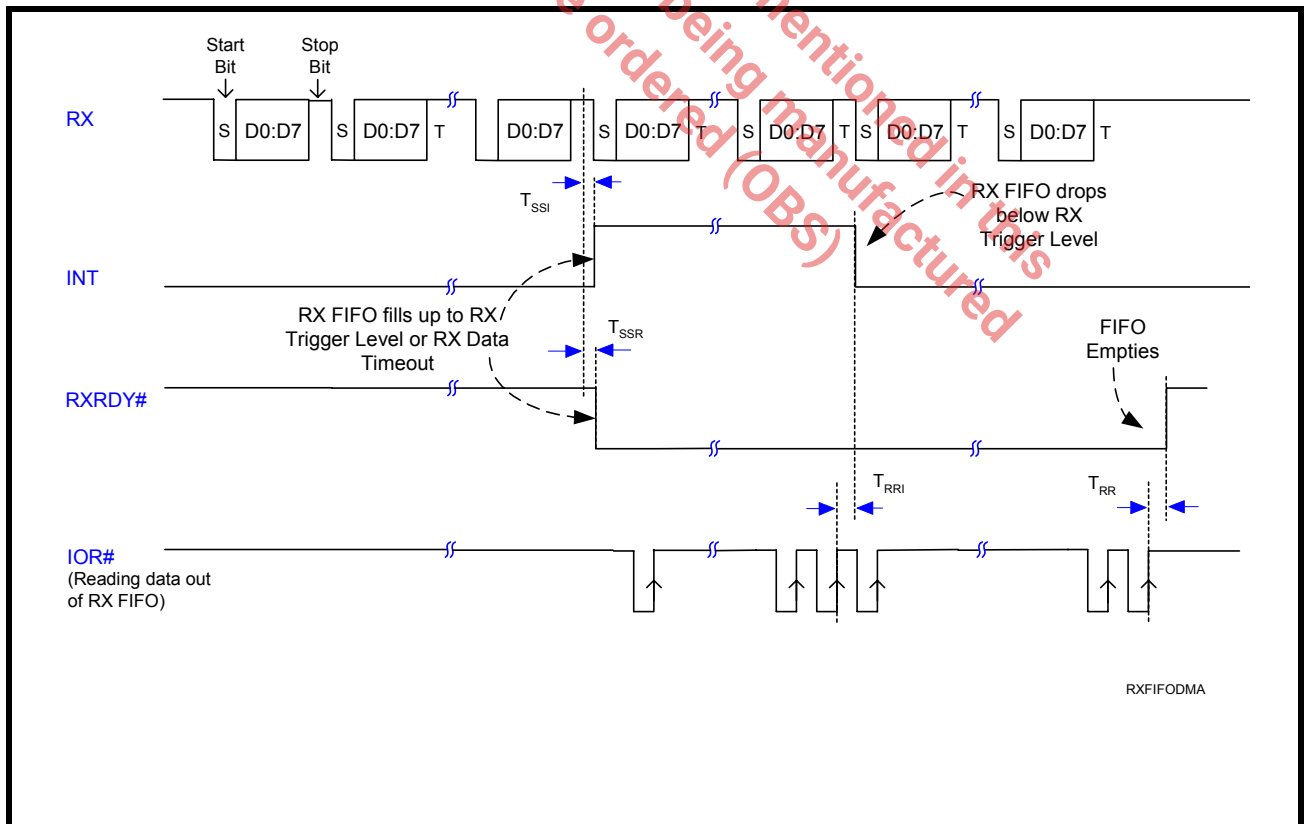 Start
Bit
Stop
Bit
RX
S D0:D7 S D0:D7 T D0:D7 S D0:D7 T S D0:D7 T S D0:D7 T S D0:D7 T
mentioned in this
being manufactured
e ordered (OBS)
TSSI
RX FIFO drops
below RX
Trigger Level
INT
RX FIFO fills up to RX
Trigger Level or RX Data
Timeout
TSSR
FIFO
Empties
RXRDY#
TRRI
TRR
IOR#
(Reading data out
of RX FIFO)
RXFIFODMA